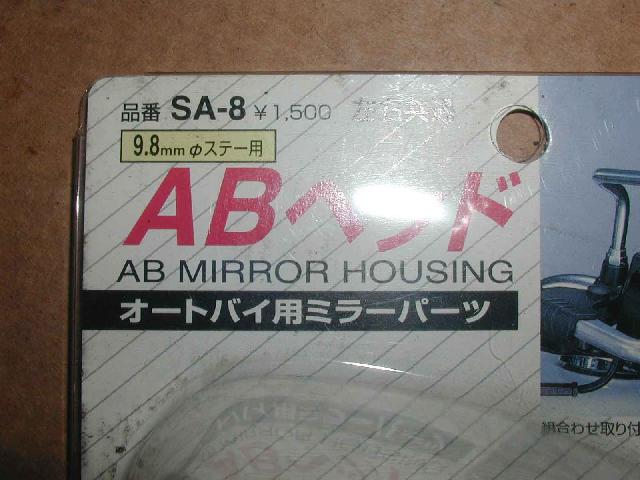 品番 SA-8 ¥1,500 左右共通
9.8mm φステー用
ABヘッド
AB MIRROR HOUSING
オートバイ用ミラーパーツ
組合わせ取り付